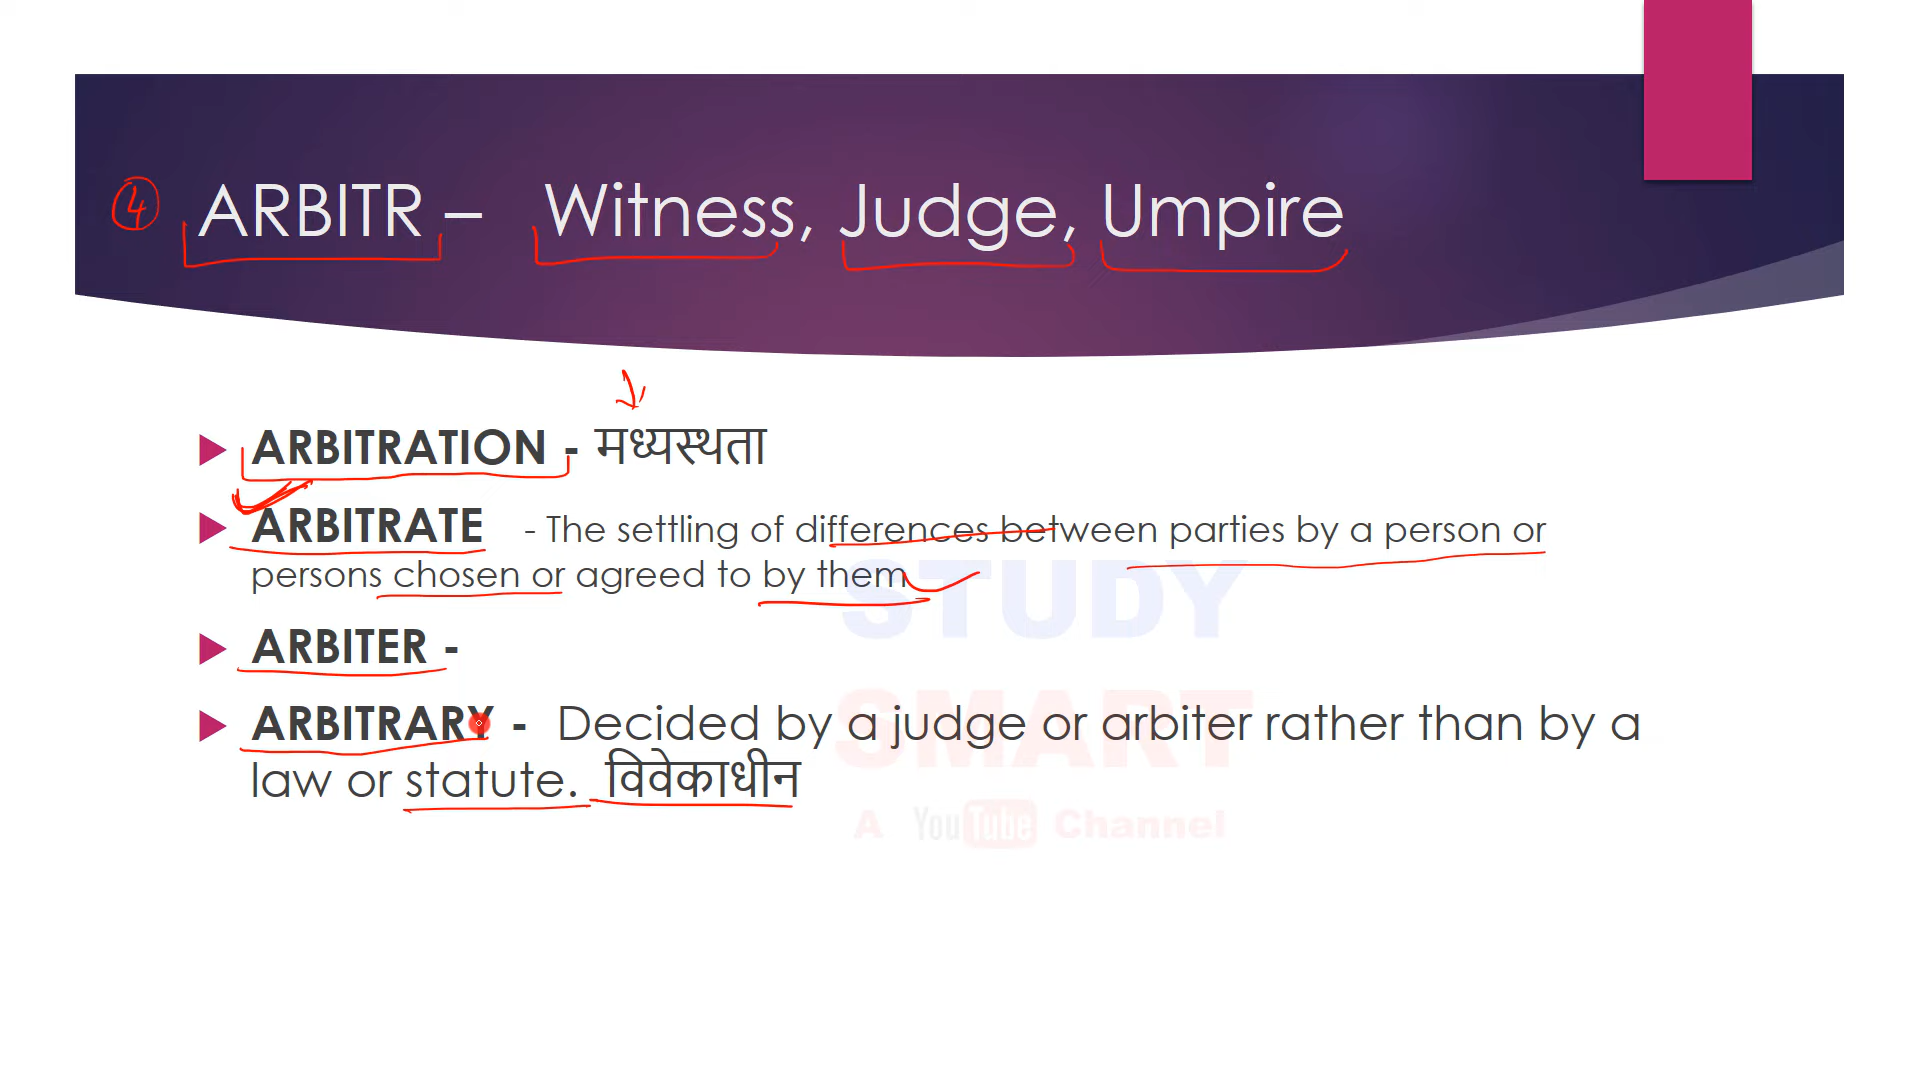 ④ ARBITR – Witness, Judge, Umpire
ARBITRATION - मध्यस्थता
ARBITRATE - The settling of differences between parties by a person or
persons chosen or agreed to by them
ARBITER -
ARBITRARY - Decided by a judge or arbiter rather than by a
law or statute. विवेकाधीन
STUDY
SMART
A YouTube Channel